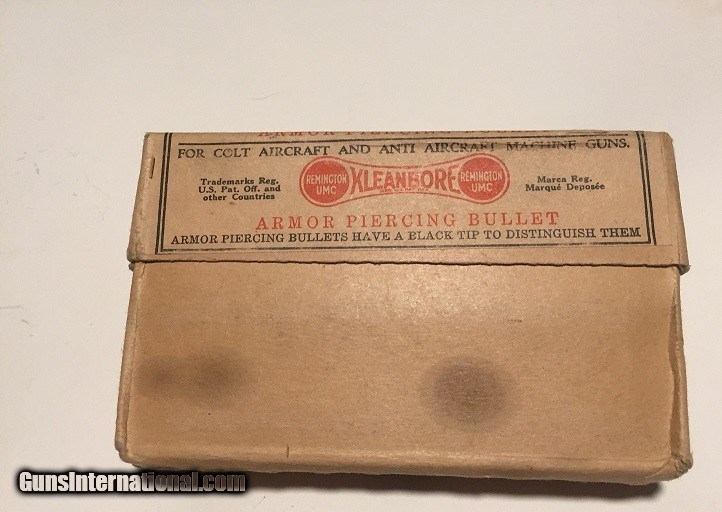 ARMOR PIERCING
FOR COLT AIRCRAFT AND ANTI AIRCRAFT MACHINE GUNS.
Trademarks Reg.
U.S. Pat. Off. and
other Countries
REMINGTON
UMC
KLEANBORE
REMINGTON
UMC
Marca Reg.
Marqué Deposée
ARMOR PIERCING BULLET
ARMOR PIERCING BULLETS HAVE A BLACK TIP TO DISTINGUISH THEM
GunsInternational.com